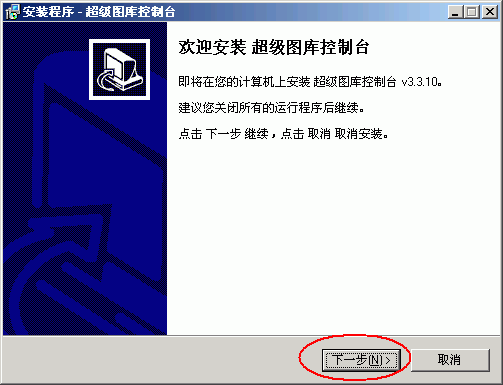 安装程序 - 超级图库控制台
欢迎安装 超级图库控制台
即将在您的计算机上安装 超级图库控制台 v3.3.10。
建议您关闭所有的运行程序后继续。
点击 下一步 继续，点击 取消 取消安装。
下一步(N)> 取消